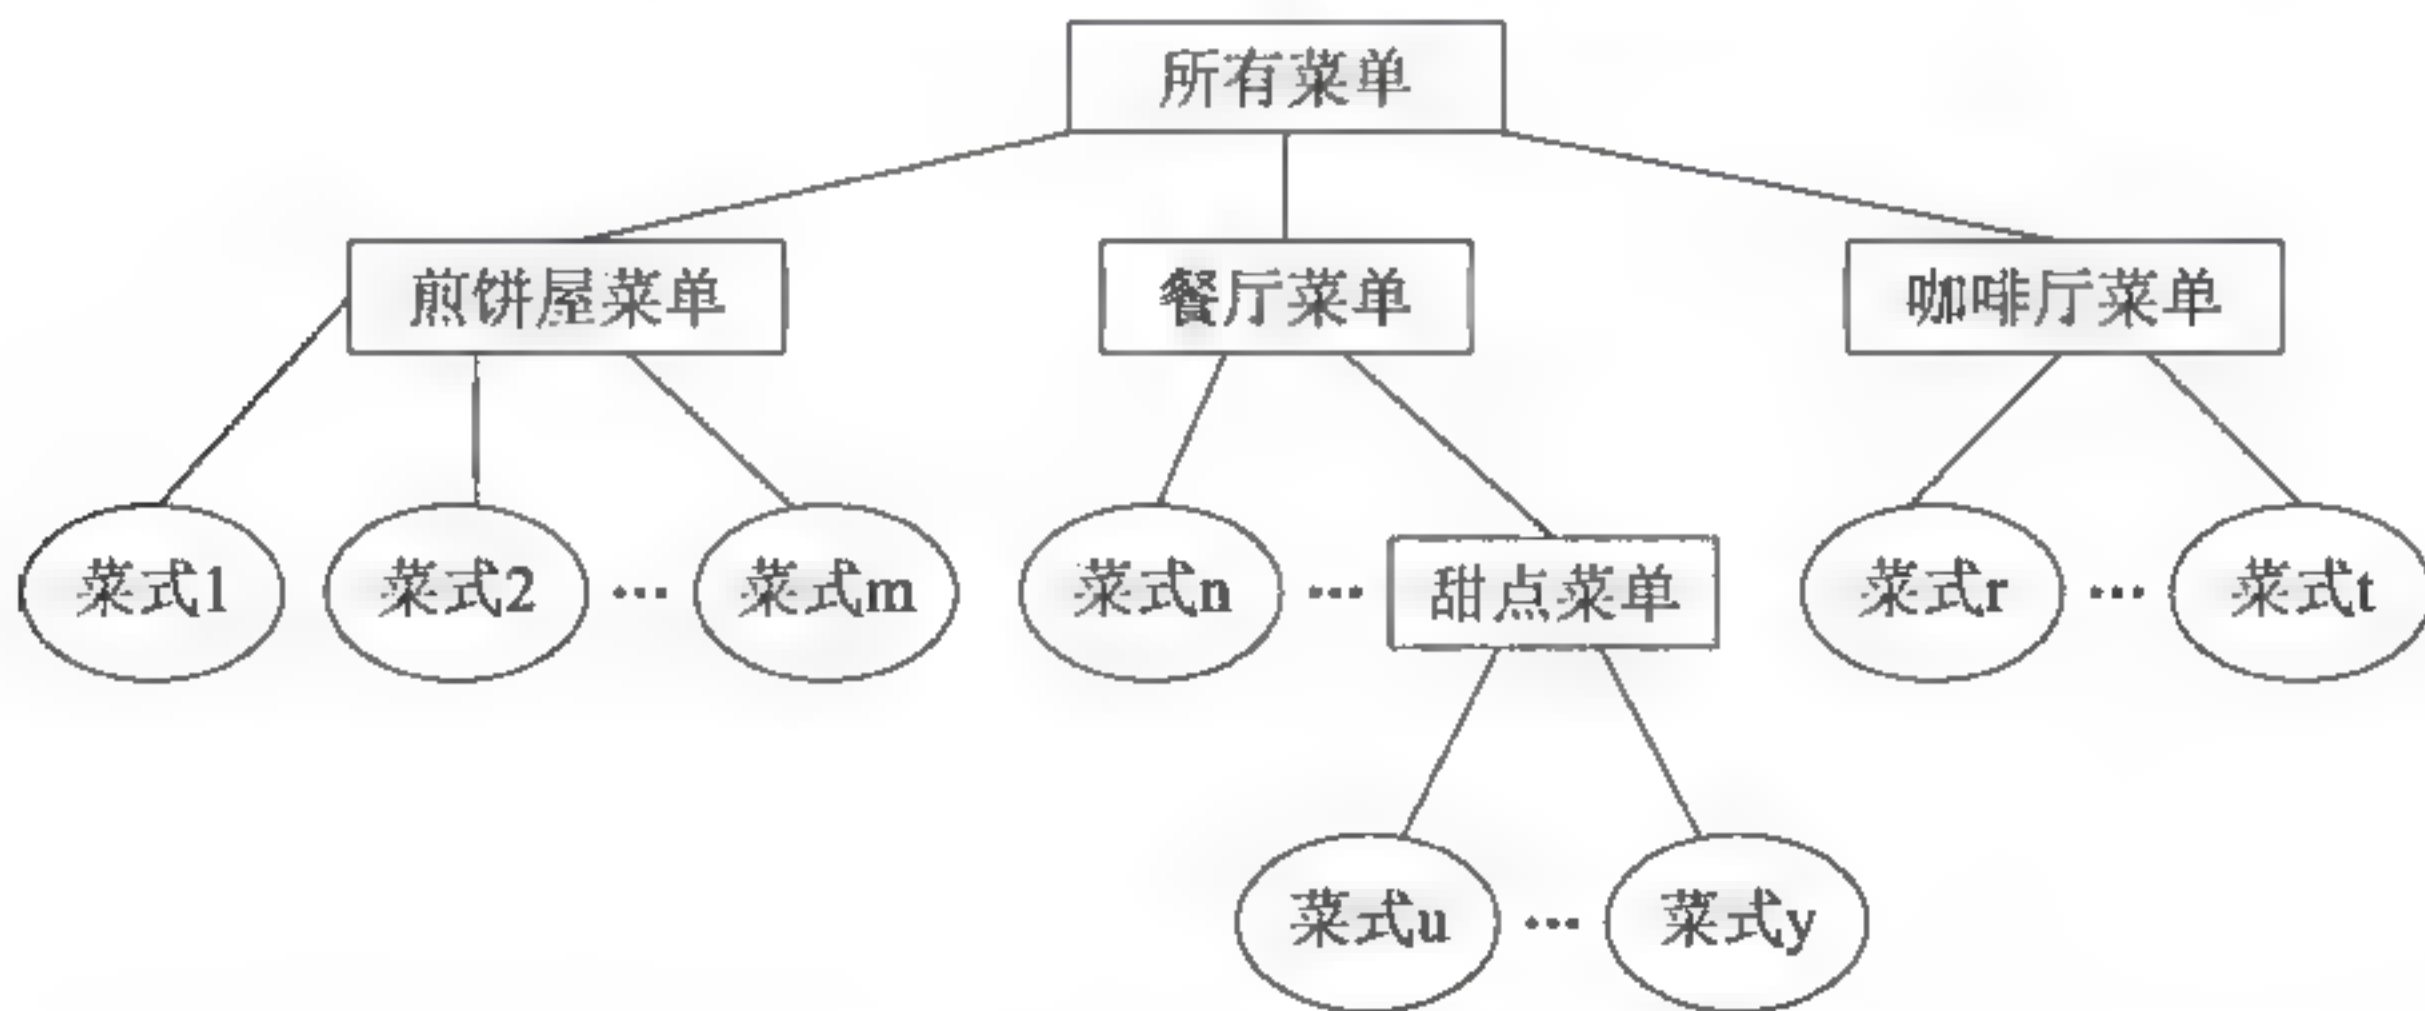 所有菜单
煎饼屋菜单 餐厅菜单 咖啡厅菜单
菜式1 菜式2 … 菜式m 菜式n … 甜点菜单 菜式r … 菜式t
菜式u … 菜式y